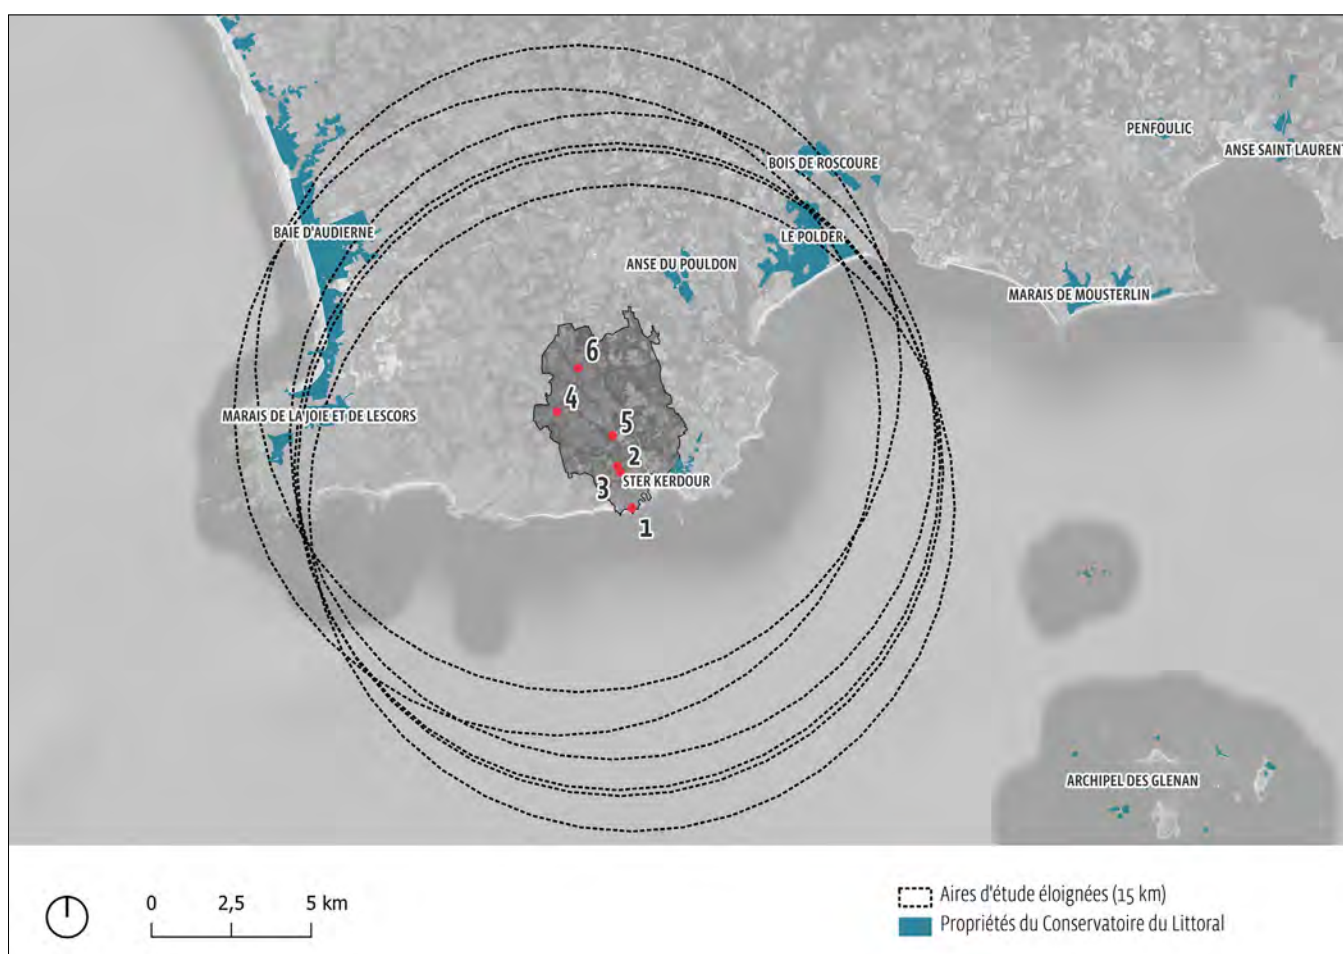 PENFOULIC
ANSE SAINT LAURENT
BOIS DE ROSCOURE
BAIE D'AUDIERNE
LE POLDER
ANSE DU POULDON
MARAIS DE MOUSTERLIN
6
4
MARAIS DE LA JOIE ET DE LESCORS
5
2
STER KERDOUR
3
1
ARCHIPEL DES GLENAN
0 2,5 5 km
Aires d'étude éloignées (15 km)
Propriétés du Conservatoire du Littoral